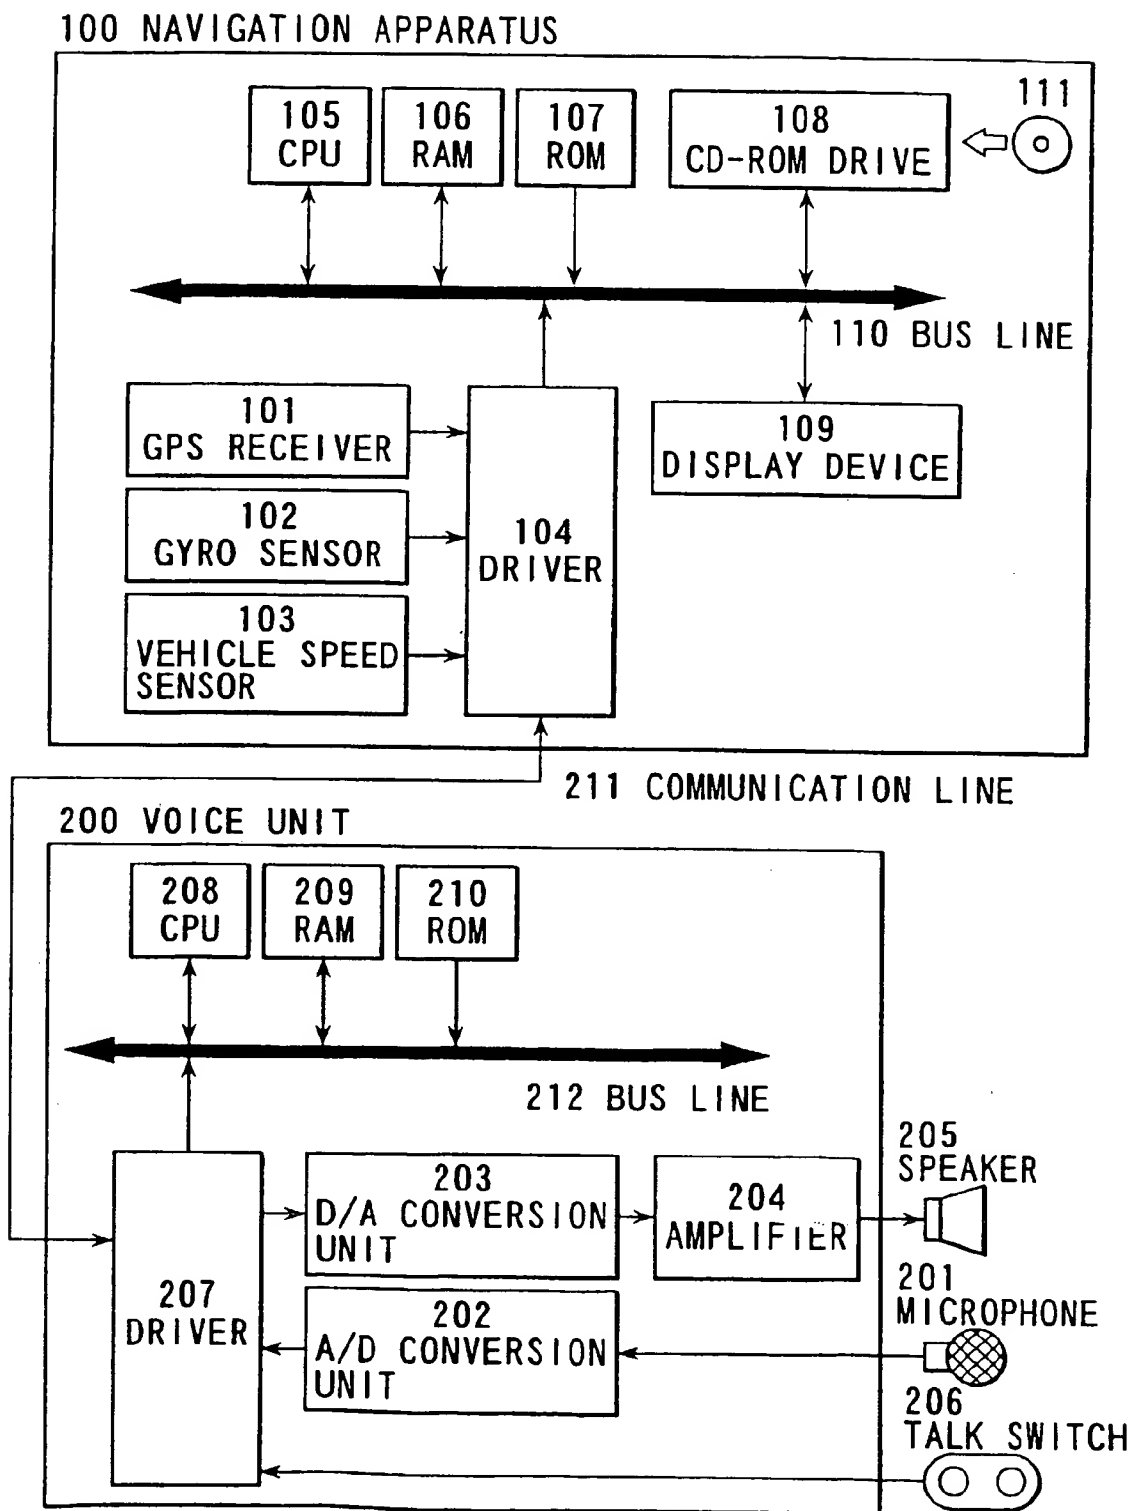 100 NAVIGATION APPARATUS
105
CPU
106
RAM
107
ROM
108
CD-ROM DRIVE
111
110 BUS LINE
101
GPS RECEIVER
102
GYRO SENSOR
103
VEHICLE SPEED
SENSOR
104
DRIVER
109
DISPLAY DEVICE
211 COMMUNICATION LINE
200 VOICE UNIT
208
CPU
209
RAM
210
ROM
212 BUS LINE
207
DRIVER
203
D/A CONVERSION
UNIT
204
AMPLIFIER
205
SPEAKER
202
A/D CONVERSION
UNIT
201
MICROPHONE
206
TALK SWITCH